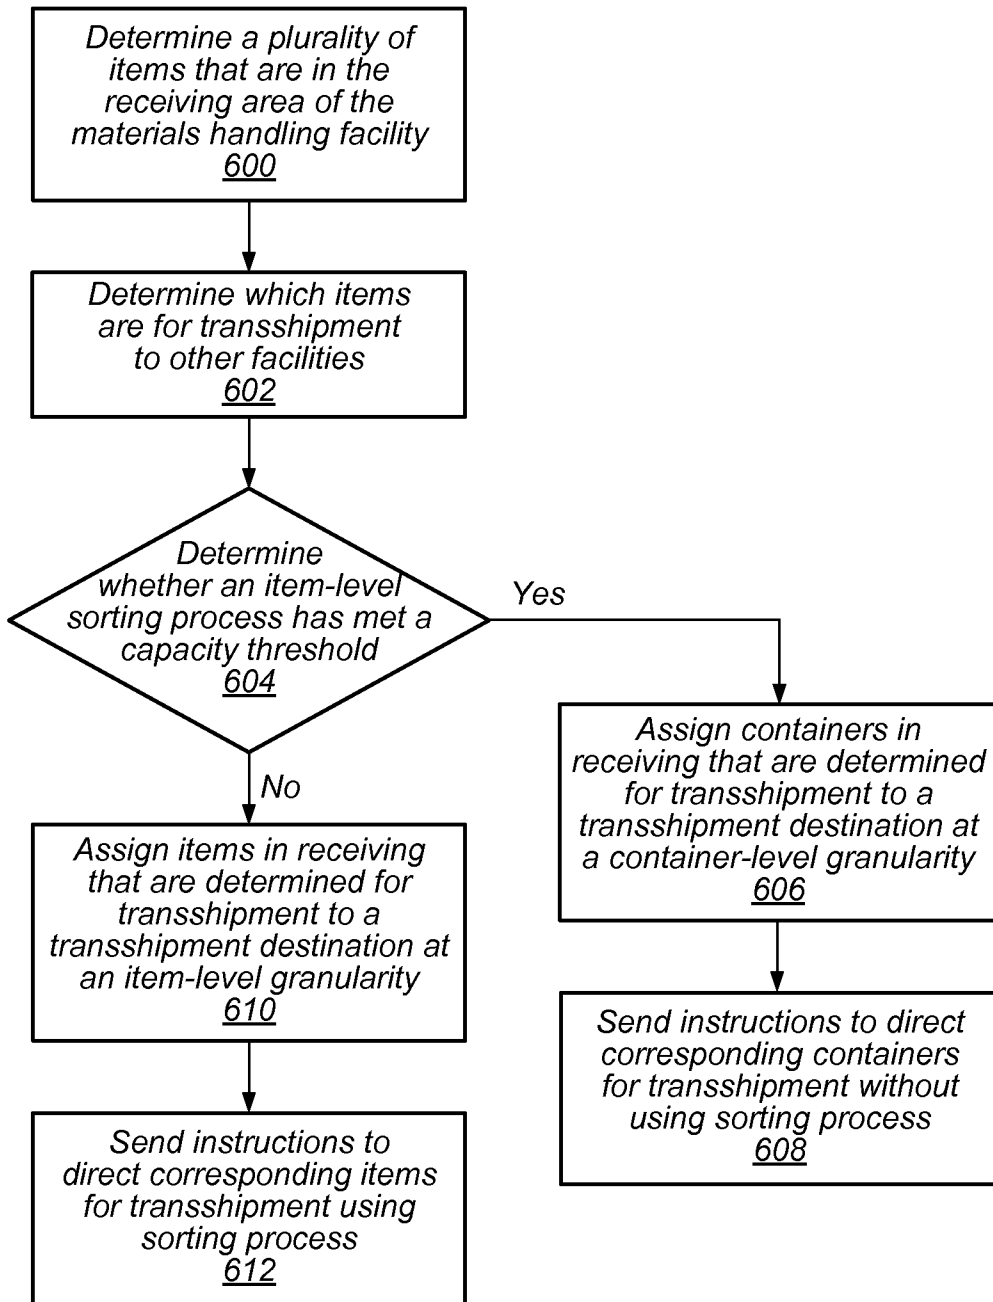 Determine a plurality of
items that are in the
receiving area of the
materials handling facility
600
Determine which items
are for transshipment
to other facilities
602
Determine
whether an item-level
sorting process has met a
capacity threshold
604
Yes
No
Assign containers in
receiving that are determined
for transshipment to a
transshipment destination at
a container-level granularity
606
Send instructions to direct
corresponding containers
for transshipment without
using sorting process
608
Assign items in receiving
that are determined for
transshipment to a
transshipment destination at
an item-level granularity
610
Send instructions to
direct corresponding items
for transshipment using
sorting process
612